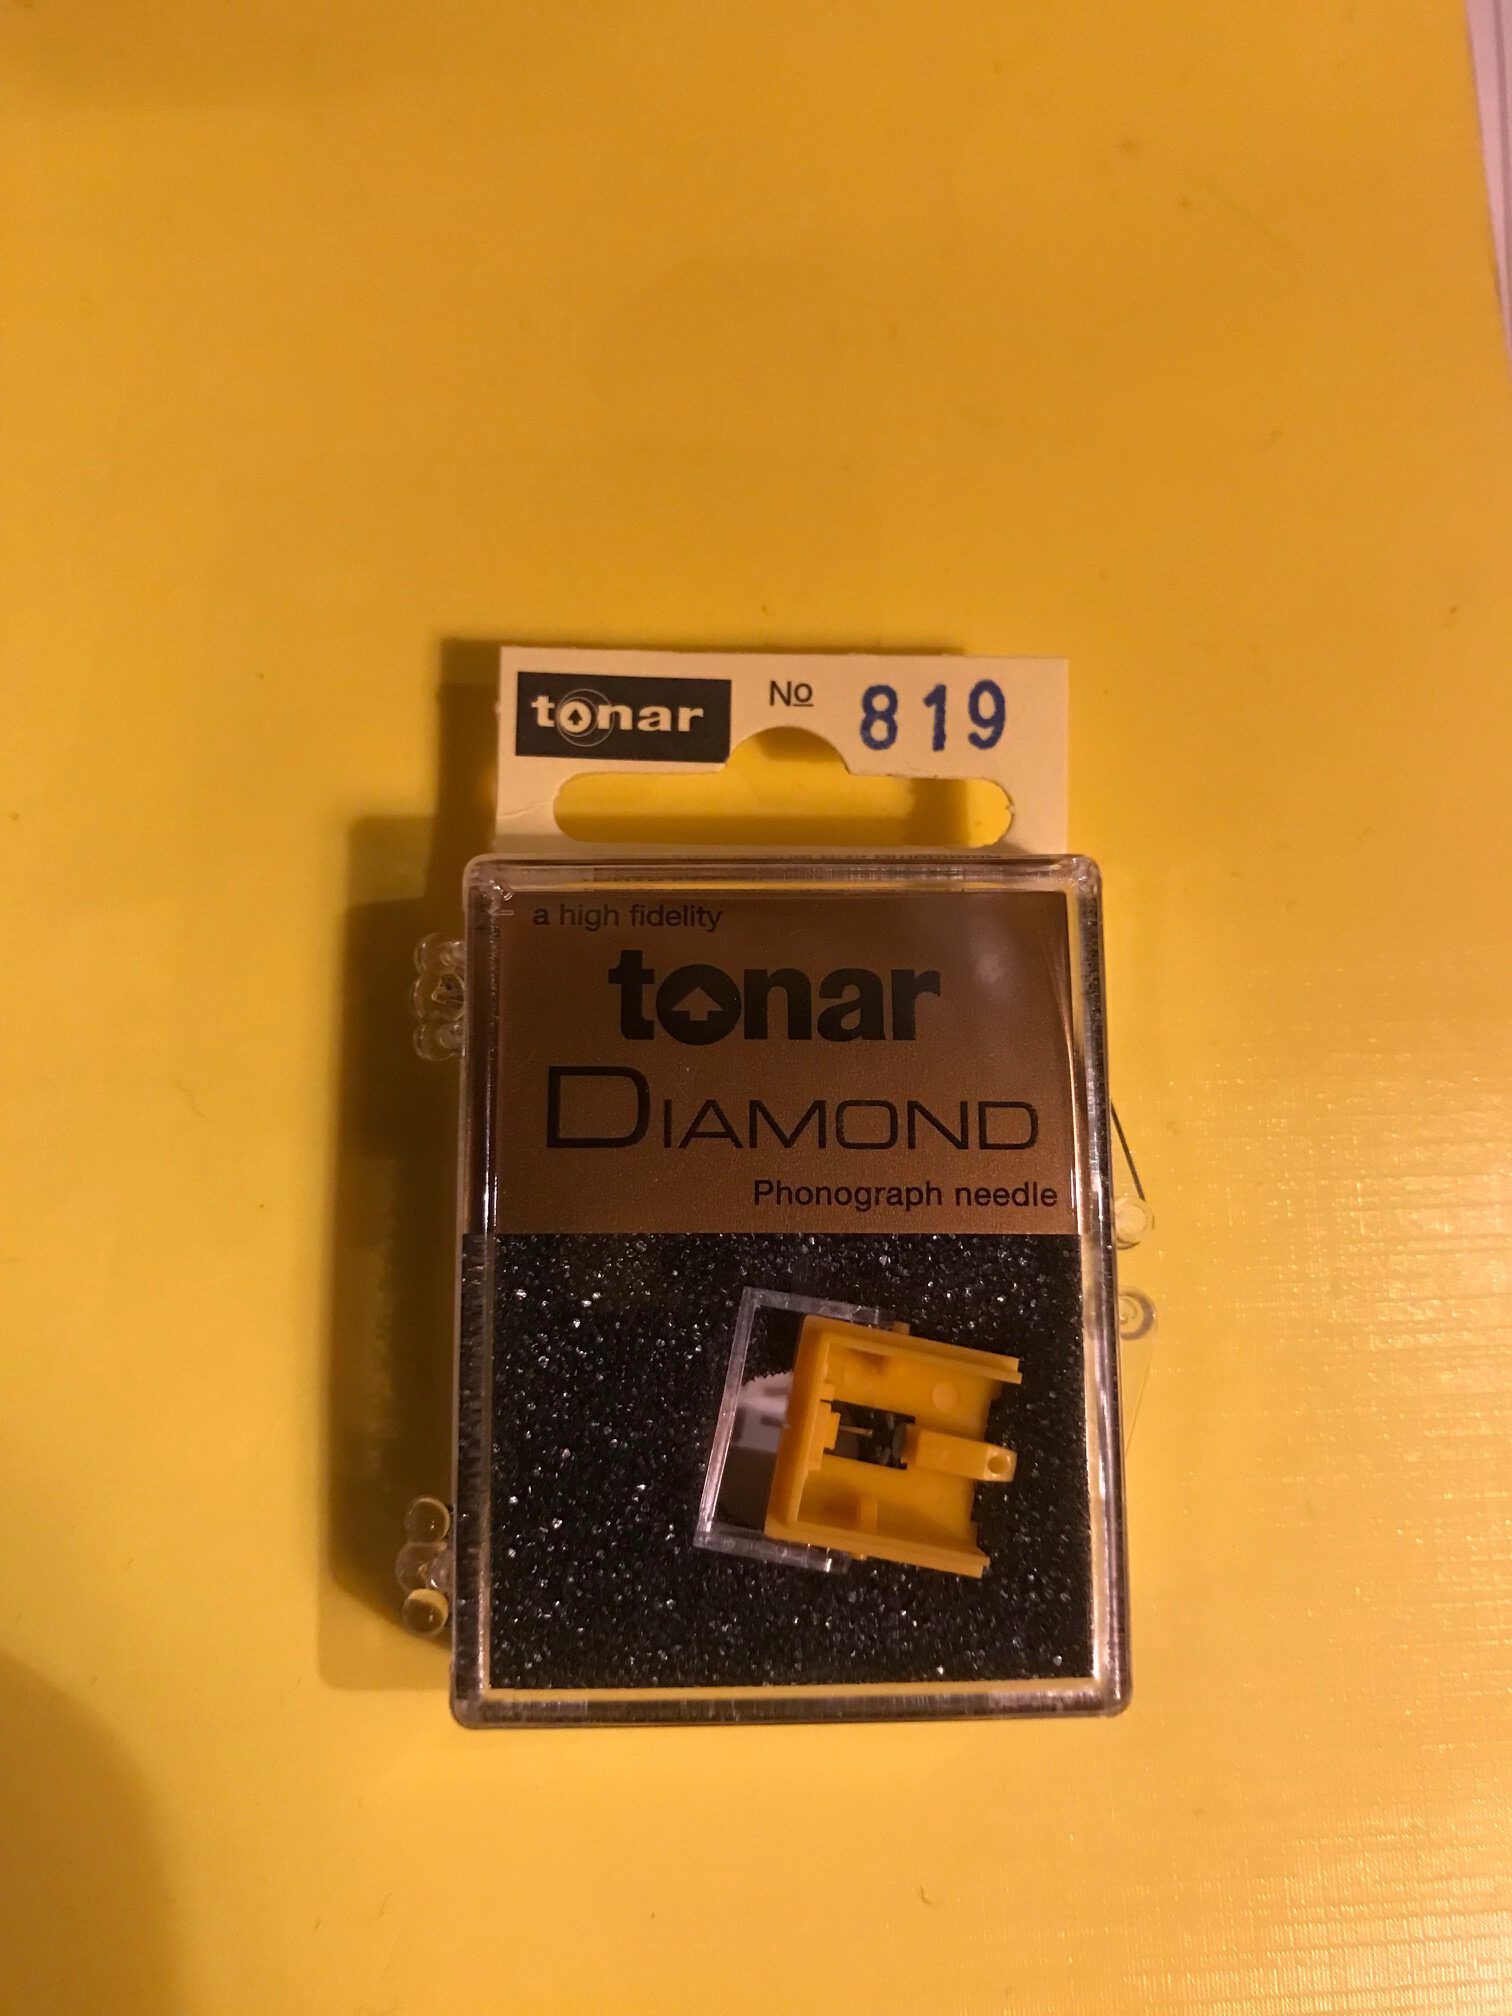 tonar No 819
a high fidelity
tonar
DIAMOND
Phonograph needle